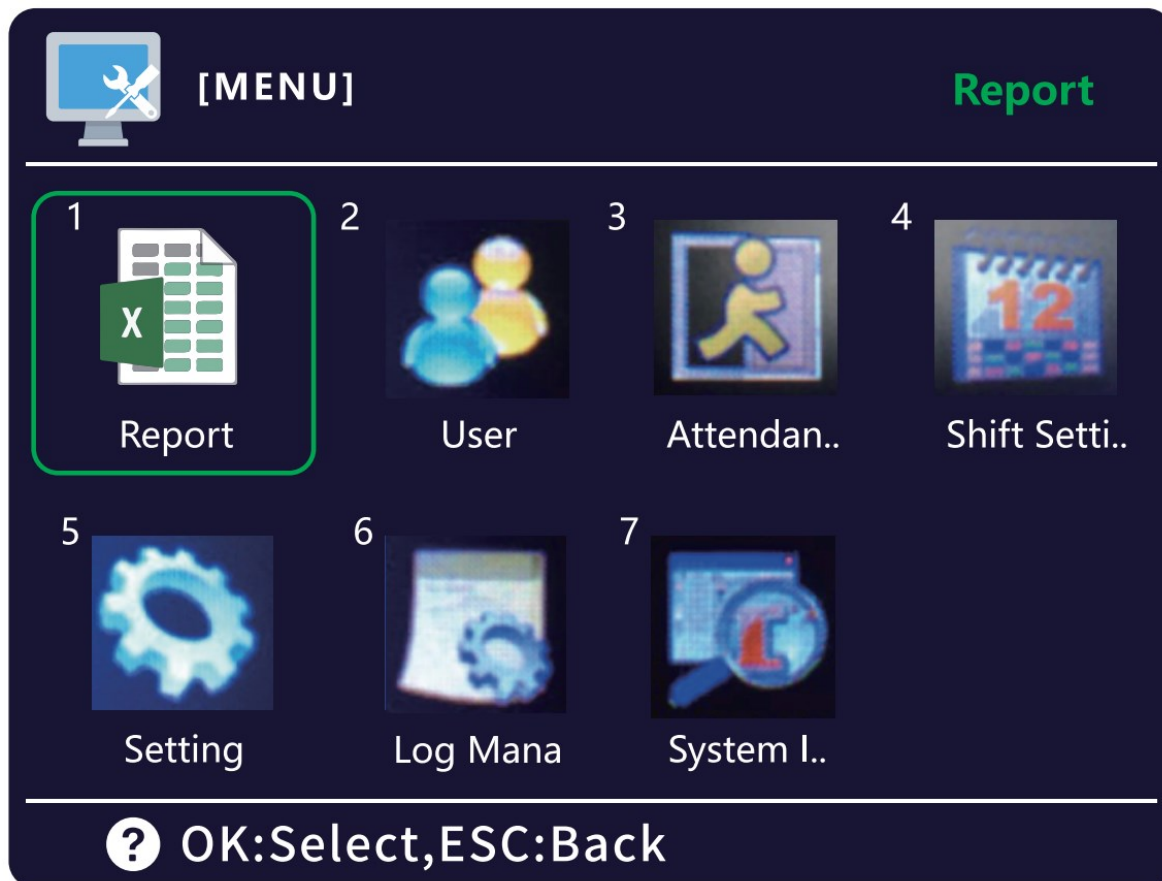 [MENU]
Report
1
2
3
4
X
12
Report
User
Attendan..
Shift Setti..
5
6
7
Setting
Log Mana
System I..
? OK:Select,ESC:Back